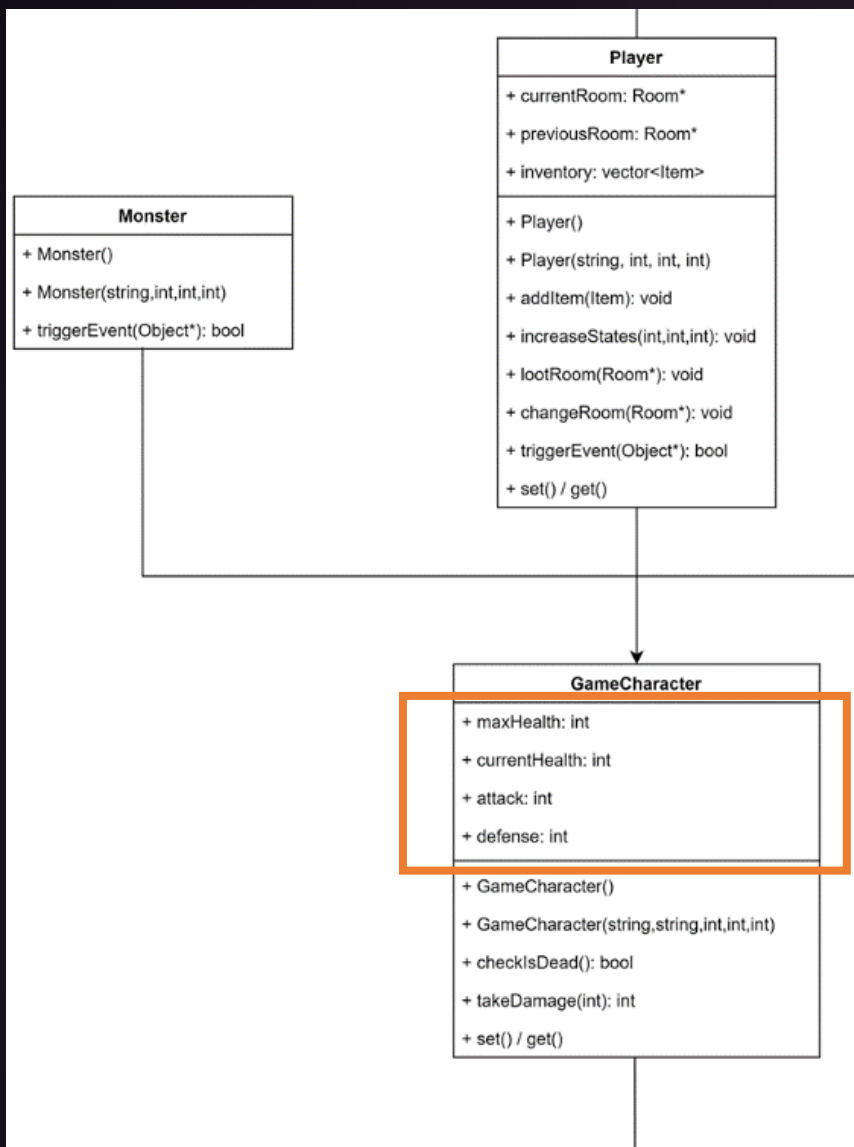 Player
+ currentRoom: Room*
+ previousRoom: Room*
+ inventory: vector<Item>
+ Player()
+ Player(string, int, int, int)
+ addItem(Item): void
+ increaseStates(int,int,int): void
+ lootRoom(Room*): void
+ changeRoom(Room*): void
+ triggerEvent(Object*): bool
+ set() / get()
Monster
+ Monster()
+ Monster(string,int,int,int)
+ triggerEvent(Object*): bool
GameCharacter
+ maxHealth: int
+ currentHealth: int
+ attack: int
+ defense: int
+ GameCharacter()
+ GameCharacter(string,string,int,int,int)
+ checkIsDead(): bool
+ takeDamage(int): int
+ set() / get()